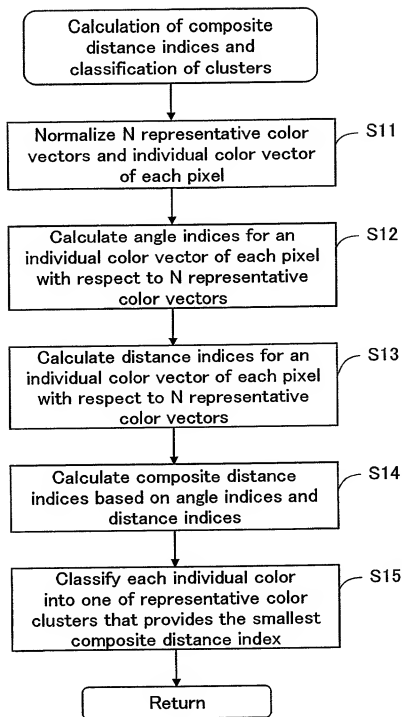 Calculation of composite
distance indices and
classification of clusters
Normalize N representative color
vectors and individual color vector
of each pixel
S11
Calculate angle indices for an
individual color vector of each pixel
with respect to N representative
color vectors
S12
Calculate distance indices for an
individual color vector of each pixel
with respect to N representative
color vectors
S13
Calculate composite distance
indices based on angle indices and
distance indices
S14
Classify each individual color
into one of representative color
clusters that provides the smallest
composite distance index
S15
Return